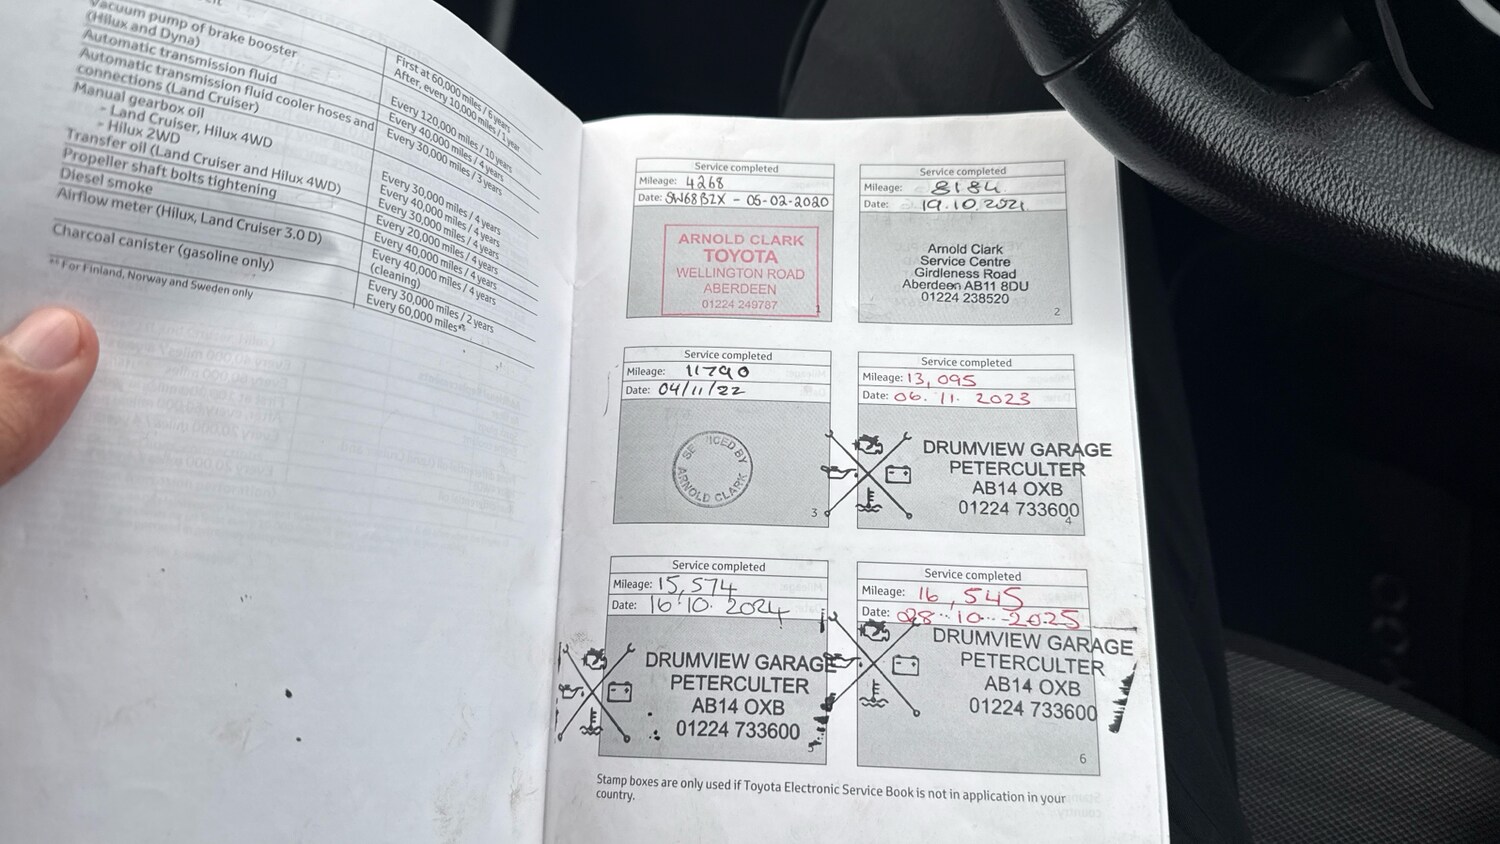 Vacuum pump of brake booster
(Hilux and Dyna)
Automatic transmission fluid
Automatic transmission fluid cooler hoses and
connections (Land Cruiser)
Manual gearbox oil
- Land Cruiser, Hilux 4WD
- Hilux 2WD
Transfer oil (Land Cruiser and Hilux 4WD)
Propeller shaft bolts tightening
Diesel smoke
Airflow meter (Hilux, Land Cruiser 3.0 D)
Charcoal canister (gasoline only)
** For Finland, Norway and Sweden only
First at 60,000 miles / 6 years
After, every 10,000 miles / 1 year
Every 120,000 miles / 10 years
Every 40,000 miles / 4 years
Every 30,000 miles / 3 years
Every 30,000 miles / 4 years
Every 40,000 miles / 4 years
Every 30,000 miles / 4 years
Every 20,000 miles / 4 years
Every 40,000 miles / 4 years
Every 40,000 miles / 4 years
(cleaning)
Every 30,000 miles / 2 years
Every 60,000 miles**
Service completed
Mileage: 4268
Date: SW68BZX - 05-02-2020
ARNOLD CLARK
TOYOTA
WELLINGTON ROAD
ABERDEEN
01224 249787
1
Service completed
Mileage: 8184
Date: 19.10.2021
Arnold Clark
Service Centre
Girdleness Road
Aberdeen AB11 8DU
01224 238520
2
Service completed
Mileage: 11790
Date: 04/11/22
SE ICED BY
ARNOLD CLARK
3
Service completed
Mileage: 13,095
Date: 06.11.2023
DRUMVIEW GARAGE
PETERCULTER
AB14 OXB
01224 733600
4
Service completed
Mileage: 15,574
Date: 16.10.2024
DRUMVIEW GARAGE
PETERCULTER
AB14 OXB
01224 733600
5
Service completed
Mileage: 16,545
Date: 28-10-2025
DRUMVIEW GARAGE
PETERCULTER
AB14 OXB
01224 733600
6
Stamp boxes are only used if Toyota Electronic Service Book is not in application in your
country.